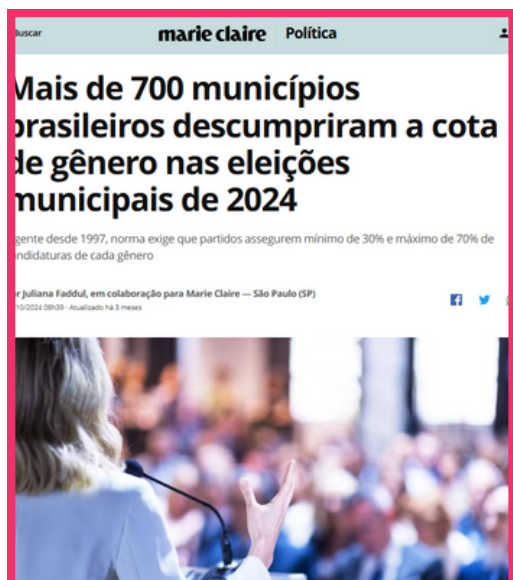 Buscar
marie claire Política
Mais de 700 municípios
brasileiros descumpriram a cota
de gênero nas eleições
municipais de 2024
gente desde 1997, norma exige que partidos assegurem mínimo de 30% e máximo de 70% de
ndidaturas de cada gênero
or Juliana Faddul, em colaboração para Marie Claire — São Paulo (SP)
/10/2024 08h39 · Atualizado há 3 meses